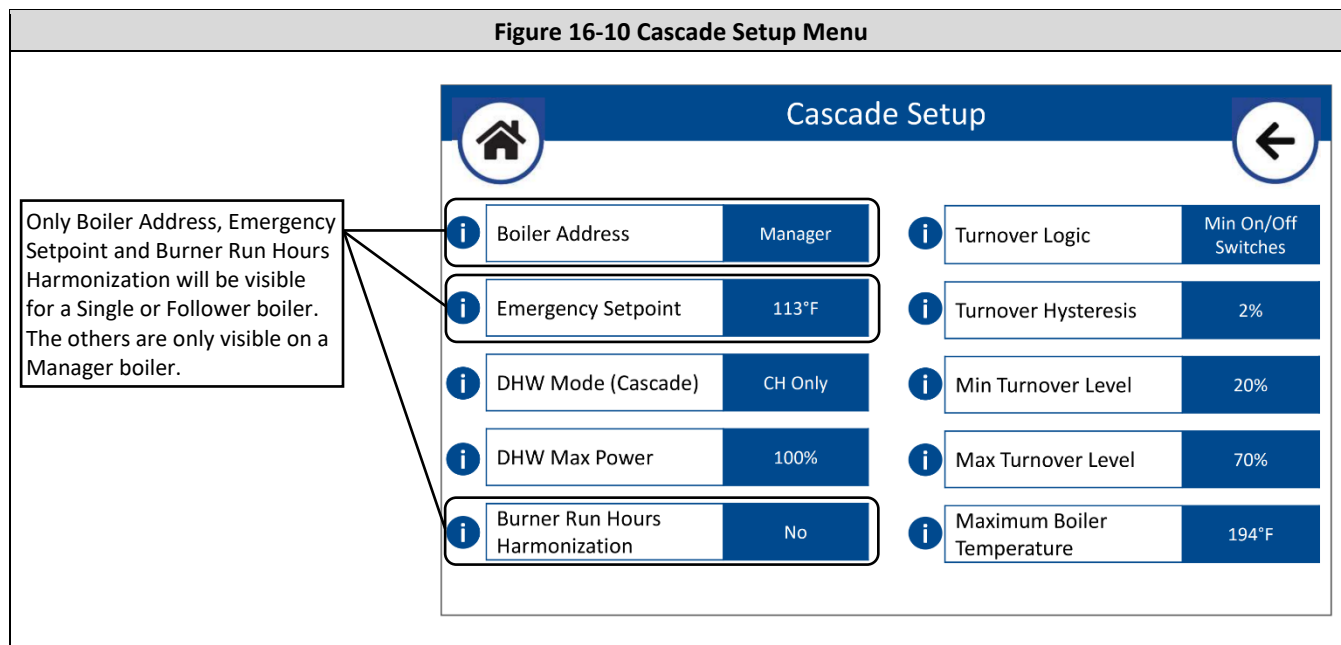 Figure 16-10 Cascade Setup Menu
Cascade Setup
Only Boiler Address, Emergency
Setpoint and Burner Run Hours
Harmonization will be visible
for a Single or Follower boiler.
The others are only visible on a
Manager boiler.
i Boiler Address Manager
i Emergency Setpoint 113°F
i DHW Mode (Cascade) CH Only
i DHW Max Power 100%
i Burner Run Hours
Harmonization No
i Turnover Logic Min On/Off
Switches
i Turnover Hysteresis 2%
i Min Turnover Level 20%
i Max Turnover Level 70%
i Maximum Boiler
Temperature 194°F